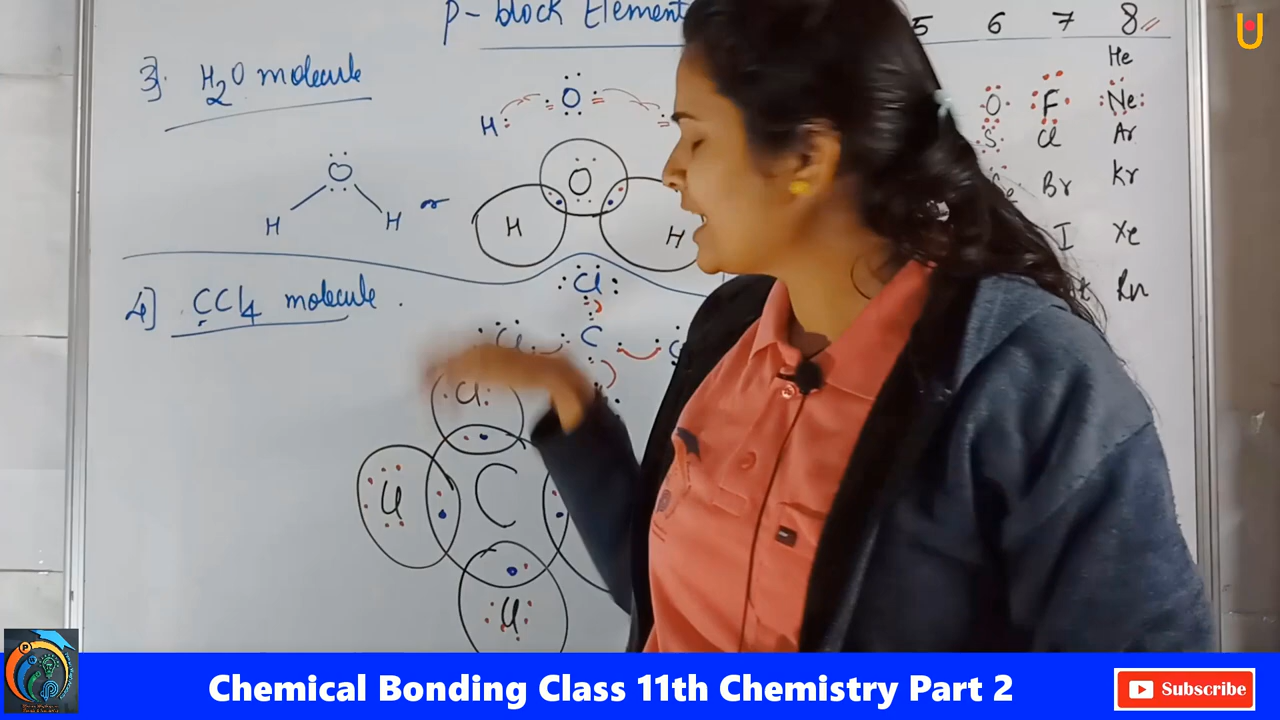 p-block Element
5 6 7 8
He
O F Ne
S Cl Ar
Br Kr
I Xe
Rn
3] H2O molecule
O
H
O
H H or
O
H H
4] CCl4 molecule.
Cl
Cl C
Cl
Cl C
Cl
Chemical Bonding Class 11th Chemistry Part 2
Subscribe